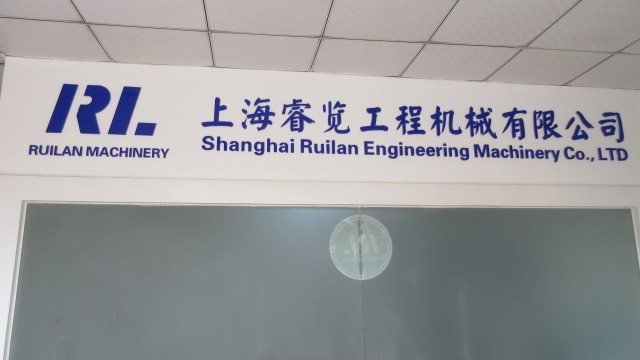 RL
RUILAN MACHINERY
上海睿览工程机械有限公司
Shanghai Ruilan Engineering Machinery Co., LTD